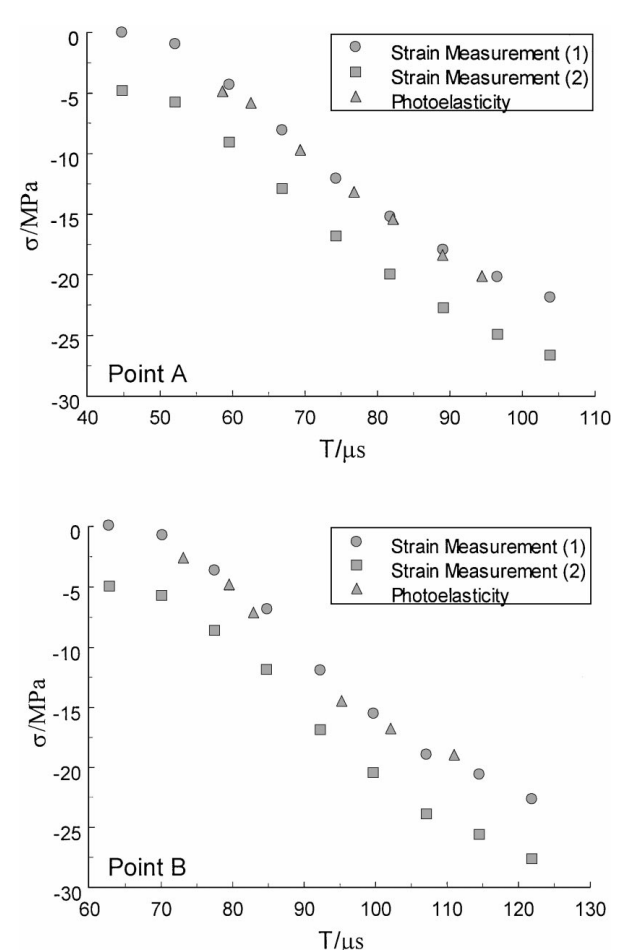 0
-5
-10
-15
-20
-25
-30
σ/MPa
Strain Measurement (1)
Strain Measurement (2)
Photoelasticity
Point A
40 50 60 70 80 90 100 110
T/μs
0
-5
-10
-15
-20
-25
-30
σ/MPa
Strain Measurement (1)
Strain Measurement (2)
Photoelasticity
Point B
60 70 80 90 100 110 120 130
T/μs